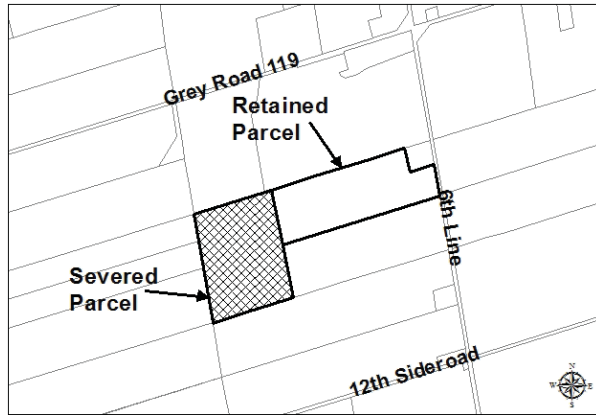 Grey Road 119
Retained
Parcel
6th Line
Severed
Parcel
12th Sideroad
N
W E
S